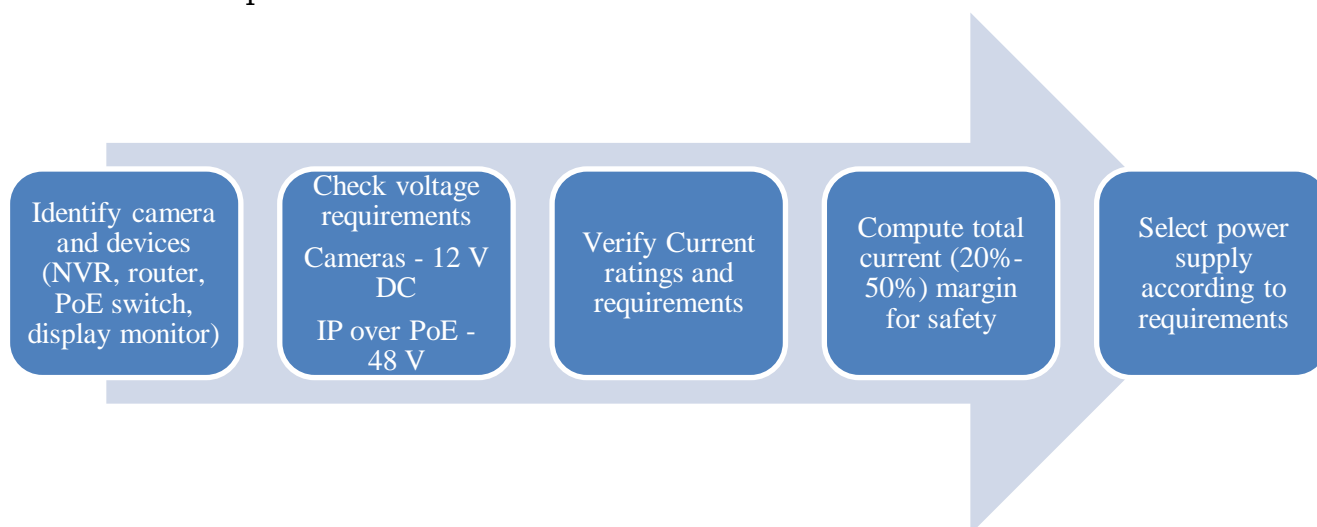 Identify camera
and devices
(NVR, router,
PoE switch,
display monitor)
Check voltage
requirements
Cameras - 12 V
DC
IP over PoE -
48 V
Verify Current
ratings and
requirements
Compute total
current (20%-
50%) margin
for safety
Select power
supply
according to
requirements